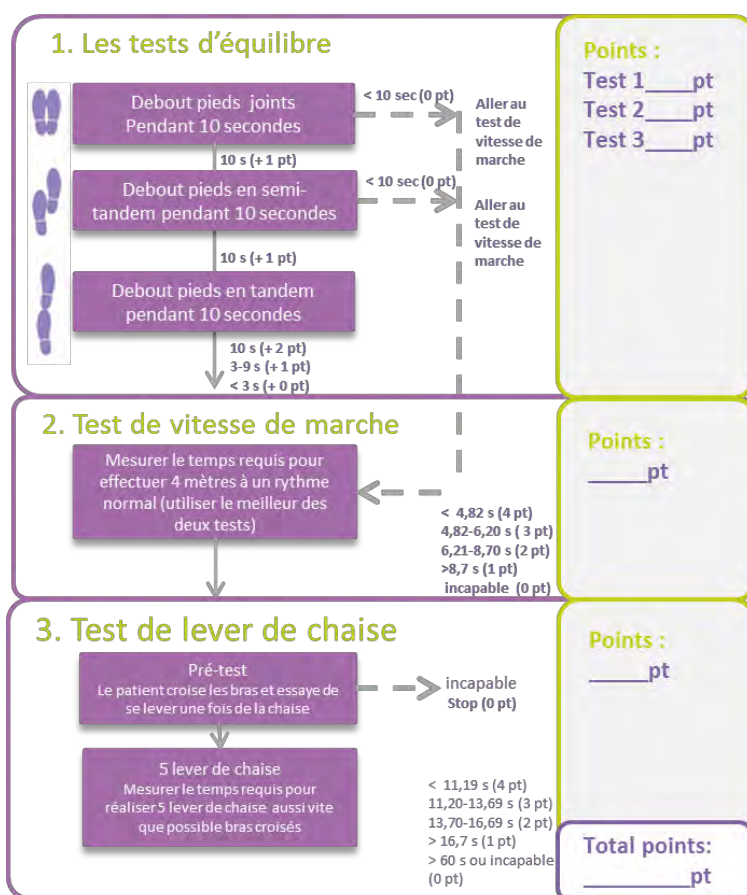 1. Les tests d'équilibre
Debout pieds joints
Pendant 10 secondes
< 10 sec (0 pt)
Aller au
test de
vitesse de
marche
10 s (+ 1 pt)
Debout pieds en semi-
tandem pendant 10 secondes
< 10 sec (0 pt)
Aller au
test de
vitesse de
marche
10 s (+ 1 pt)
Debout pieds en tandem
pendant 10 secondes
10 s (+ 2 pt)
3-9 s (+ 1 pt)
< 3 s (+ 0 pt)
Points :
Test 1____pt
Test 2____pt
Test 3____pt
2. Test de vitesse de marche
Mesurer le temps requis pour
effectuer 4 mètres à un rythme
normal (utiliser le meilleur des
deux tests)
< 4,82 s (4 pt)
4,82-6,20 s ( 3 pt)
6,21-8,70 s (2 pt)
>8,7 s (1 pt)
incapable (0 pt)
Points :
_____pt
3. Test de lever de chaise
Pré-test
Le patient croise les bras et essaye de
se lever une fois de la chaise
incapable
Stop (0 pt)
5 lever de chaise
Mesurer le temps requis pour
réaliser 5 lever de chaise aussi vite
que possible bras croisés
< 11,19 s (4 pt)
11,20-13,69 s (3 pt)
13,70-16,69 s (2 pt)
> 16,7 s (1 pt)
> 60 s ou incapable
(0 pt)
Points :
_____pt
Total points:
_________pt